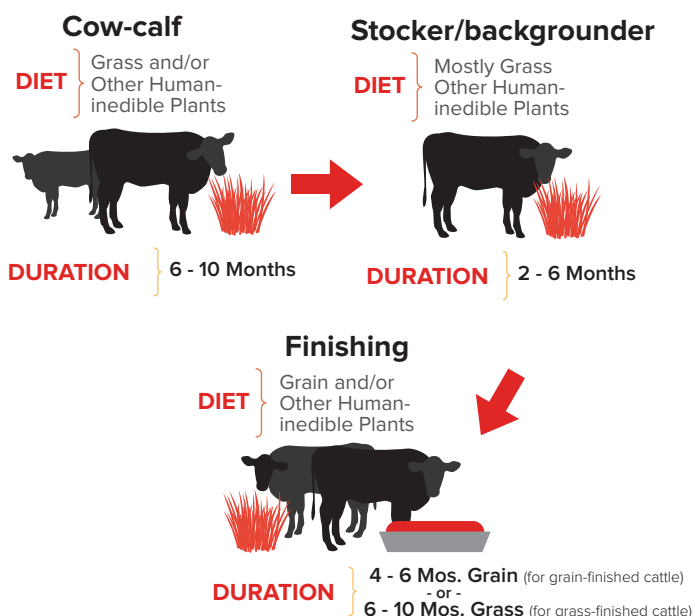 Cow-calf
DIET
Grass and/or
Other Human-
inedible Plants
DURATION
6 - 10 Months
Stocker/backgrounder
DIET
Mostly Grass
Other Human-
inedible Plants
DURATION
2 - 6 Months
Finishing
DIET
Grain and/or
Other Human-
inedible Plants
DURATION
4 - 6 Mos. Grain (for grain-finished cattle)
- or -
6 - 10 Mos. Grass (for grass-finished cattle)